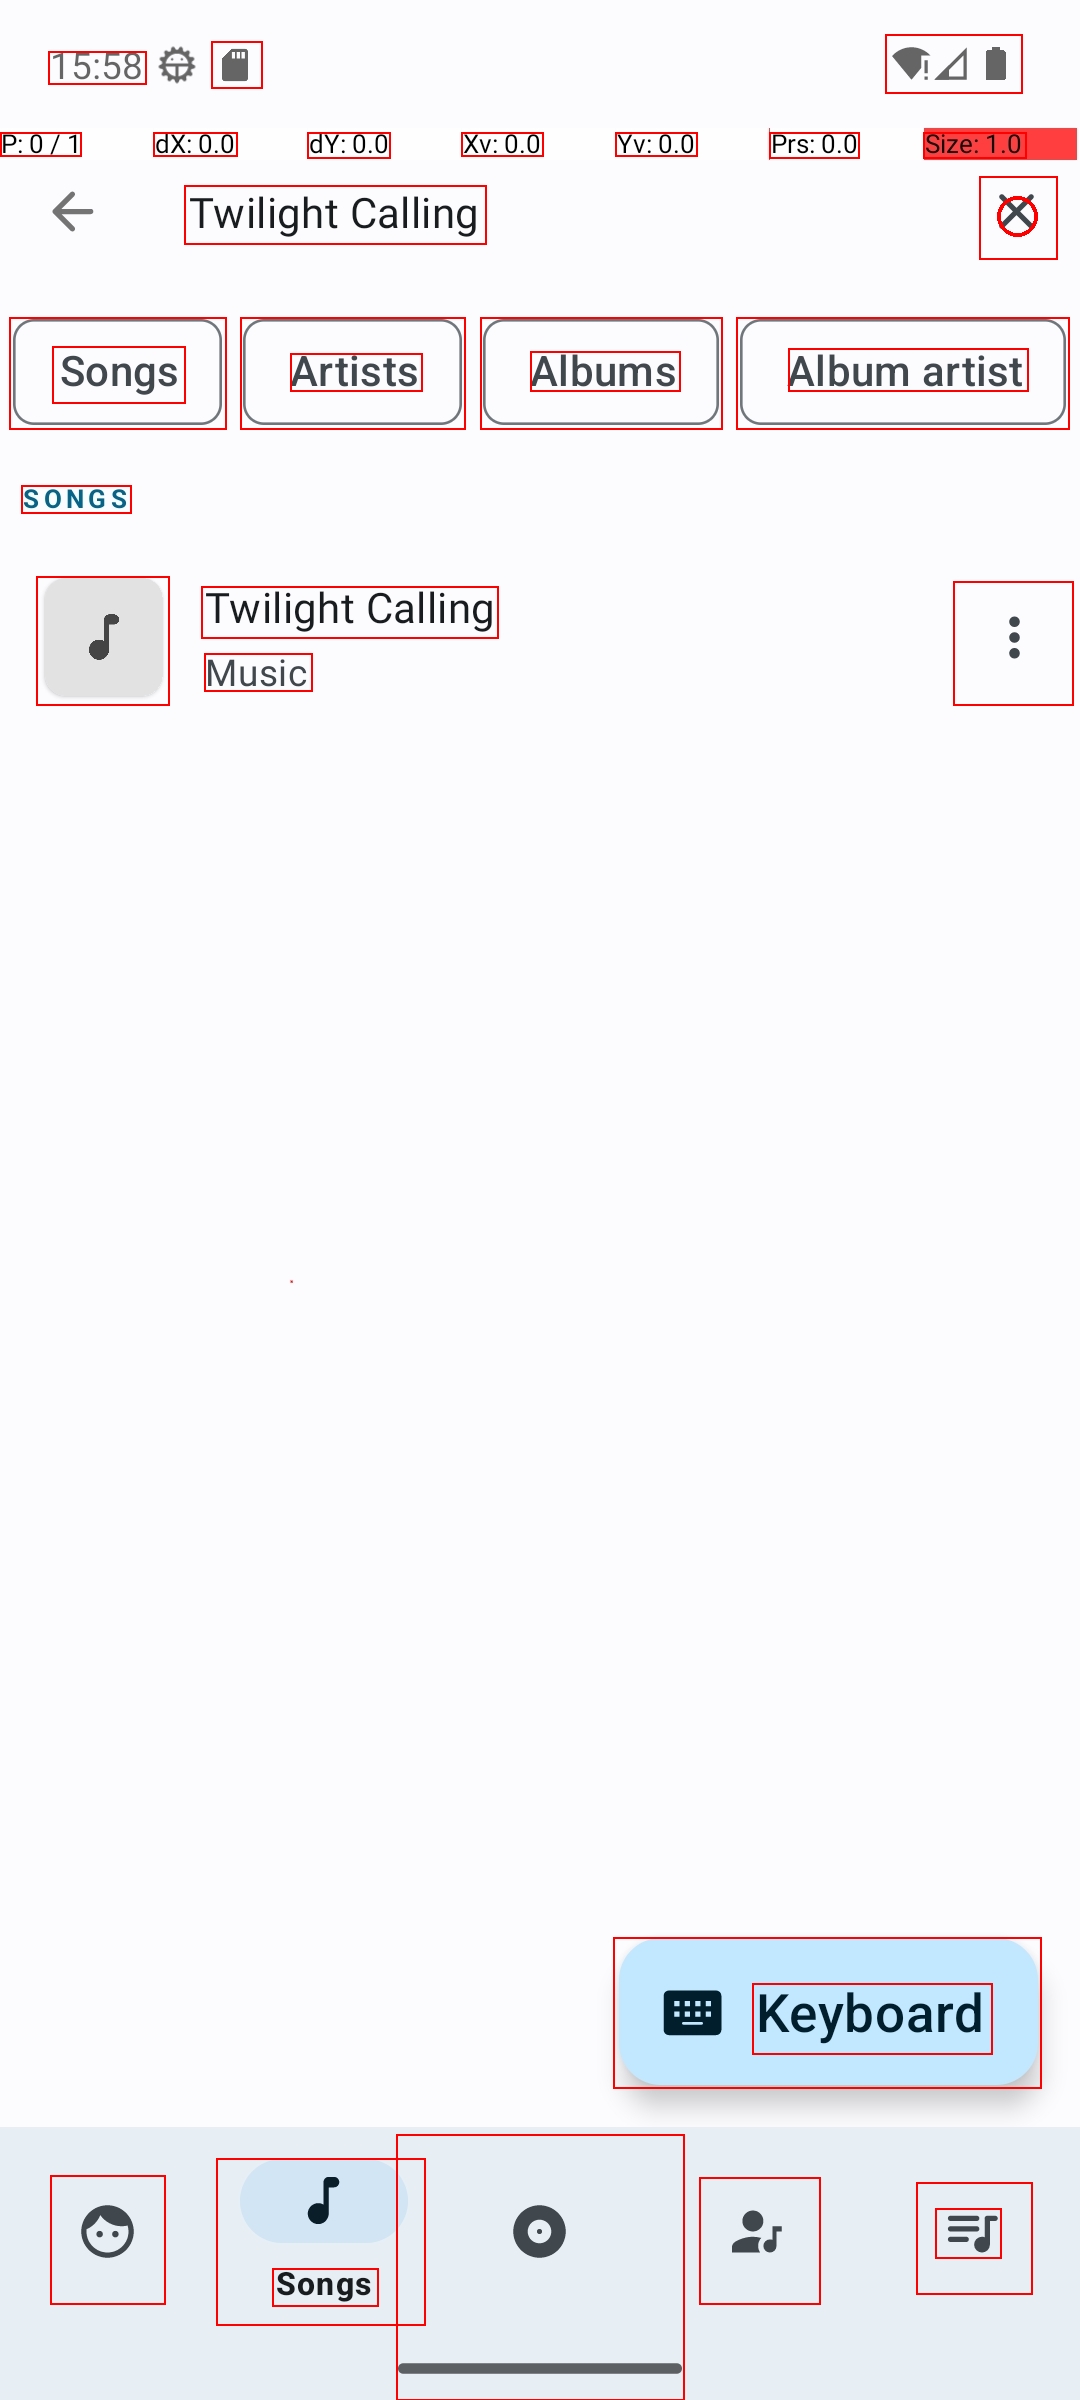 15:58
P: 0 / 1 dX: 0.0 dY: 0.0 Xv: 0.0 Yv: 0.0 Prs: 0.0 Size: 1.0
Twilight Calling
Songs Artists Albums Album artist
SONGS
Twilight Calling
Music
Keyboard
Songs